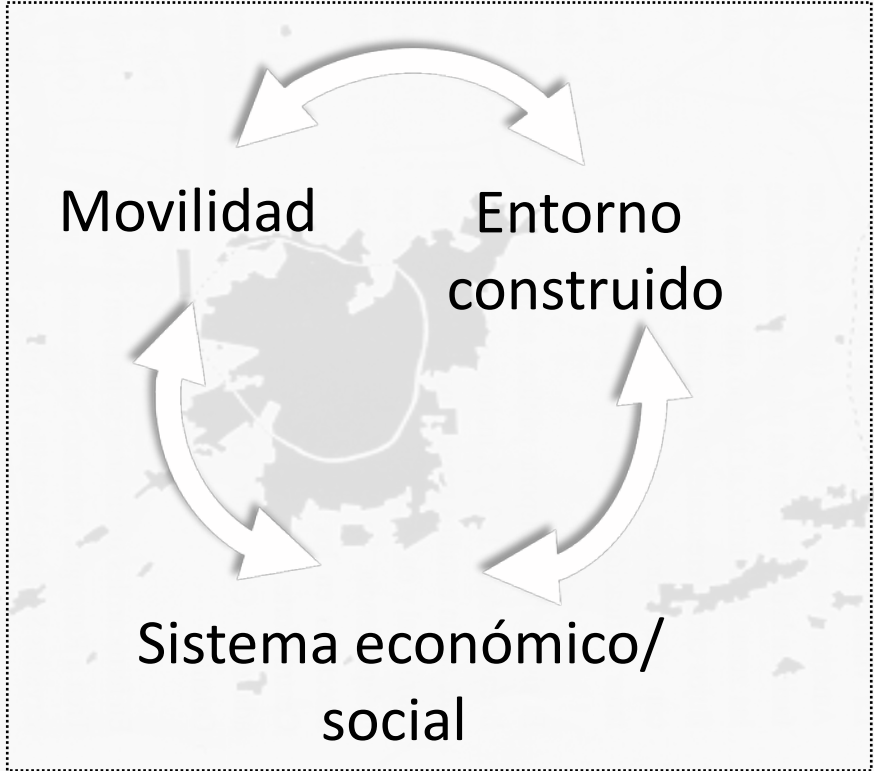 Movilidad
Entorno
construido
Sistema económico/
social